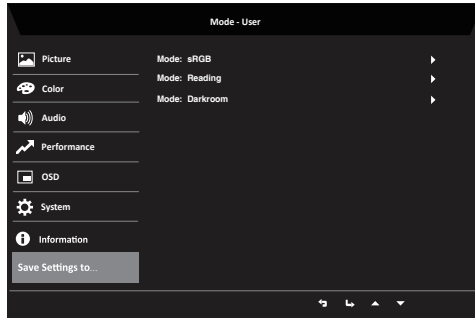 Mode - User
Picture
Color
Audio
Performance
OSD
System
Information
Save Settings to...
Mode: sRGB
Mode: Reading
Mode: Darkroom